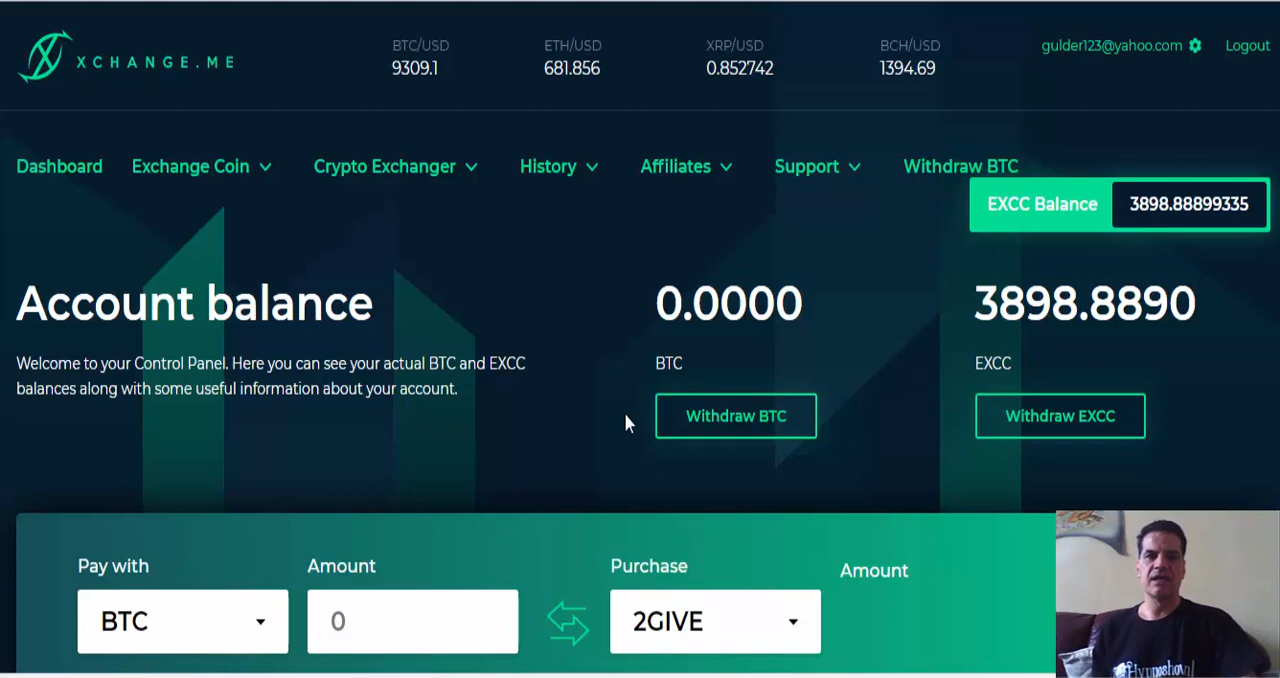 XCHANGE.ME
BTC/USD
9309.1
ETH/USD
681.856
XRP/USD
0.852742
BCH/USD
1394.69
gulder123@yahoo.com
Logout
Dashboard
Exchange Coin
Crypto Exchanger
History
Affiliates
Support
Withdraw BTC
EXCC Balance
3898.88899335
Account balance
0.0000
3898.8890
Welcome to your Control Panel. Here you can see your actual BTC and EXCC
balances along with some useful information about your account.
BTC
EXCC
Withdraw BTC
Withdraw EXCC
Pay with
Amount
Purchase
Amount
BTC
0
2GIVE